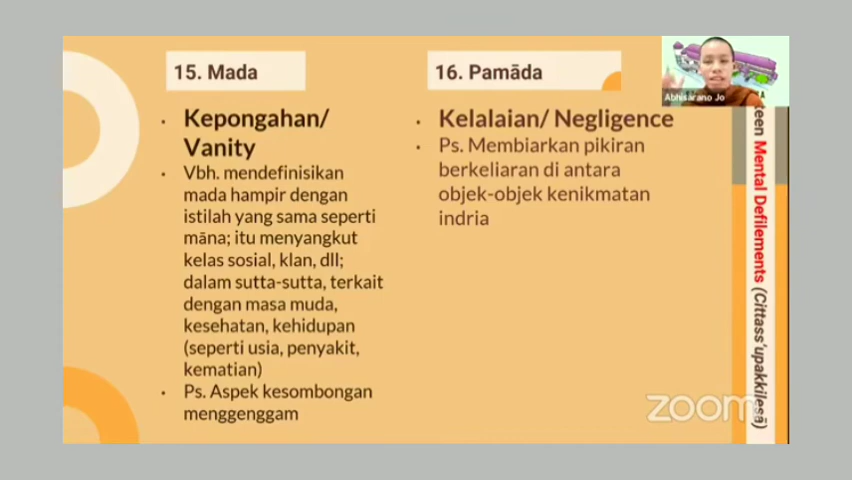 15. Mada
Kepongahan/
Vanity
Vbh. mendefinisikan
mada hampir dengan
istilah yang sama seperti
māna; itu menyangkut
kelas sosial, klan, dll;
dalam sutta-sutta, terkait
dengan masa muda,
kesehatan, kehidupan
(seperti usia, penyakit,
kematian)
Ps. Aspek kesombongan
menggenggam
16. Pamāda
Kelalaian/ Negligence
Ps. Membiarkan pikiran
berkeliaran di antara
objek-objek kenikmatan
indria
Abhisarano Jo
Mental Defilements (Cittass'upakkilesā)
zoom